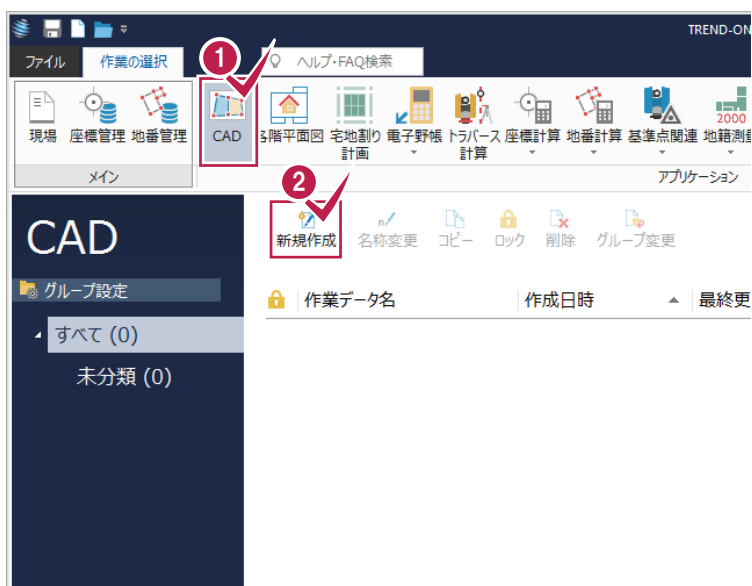 TREND-ON
ファイル 作業の選択 ヘルプ・FAQ検索
1
現場 座標管理 地番管理 CAD 各階平面図 宅地割り計画 電子野帳 トラバース計算 座標計算 地番計算 基準点関連 地籍測量
2000
メイン アプリケーション
2
CAD
新規作成 名称変更 コピー ロック 削除 グループ変更
グループ設定
作業データ名 作成日時 最終更
すべて (0)
未分類 (0)